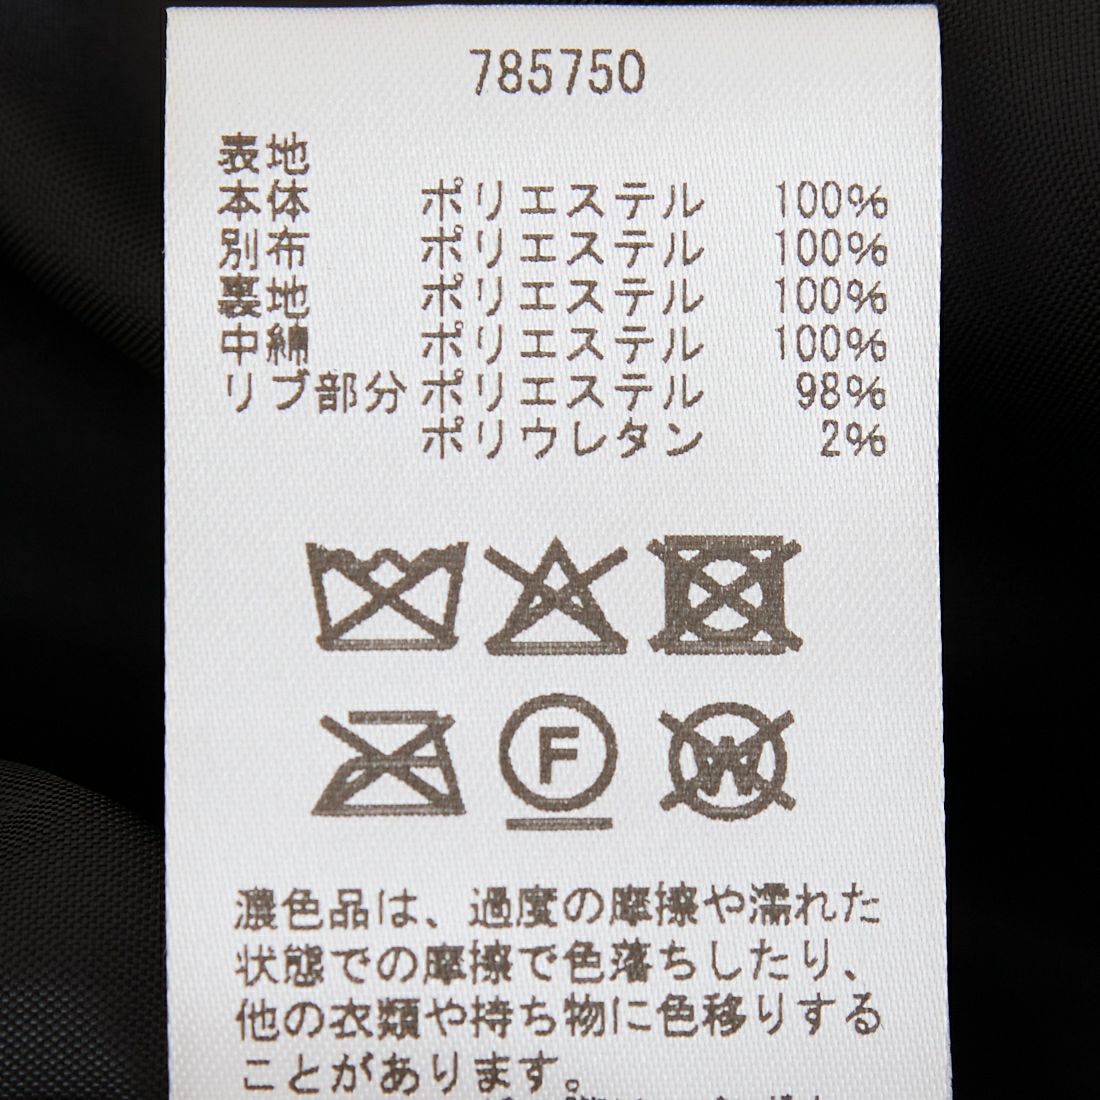 785750
表地
本体 ポリエステル 100%
別布 ポリエステル 100%
裏地 ポリエステル 100%
中綿 ポリエステル 100%
リブ部分 ポリエステル 98%
ポリウレタン 2%
F
W
濃色品は、過度の摩擦や濡れた
状態での摩擦で色落ちしたり、
他の衣類や持ち物に色移りする
ことがあります。